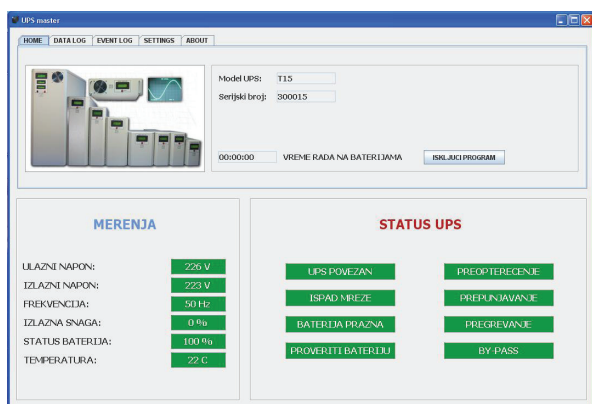 UPS master
HOME DATA LOG EVENT LOG SETTINGS ABOUT
Model UPS: T15
Serijski broj: 300015
00:00:00 VREME RADA NA BATERIJAMA ISKLJUCI PROGRAM
MERENJA
ULAZNI NAPON: 226 V
IZLAZNI NAPON: 223 V
FREKVENCIJA: 50 Hz
IZLAZNA SNAGA: 0 %
STATUS BATERIJA: 100 %
TEMPERATURA: 22 C
STATUS UPS
UPS POVEZAN PREOPTERECENJE
ISPAD MREZE PREPUNJAVANJE
BATERIJA PRAZNA PREGREVANJE
PROVERITI BATERIJU BY-PASS